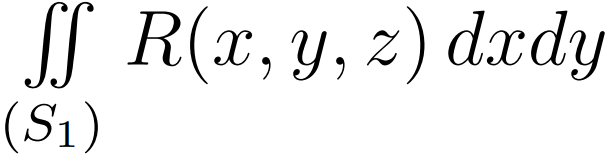 ∬ R(x, y, z) dxdy
(S₁)